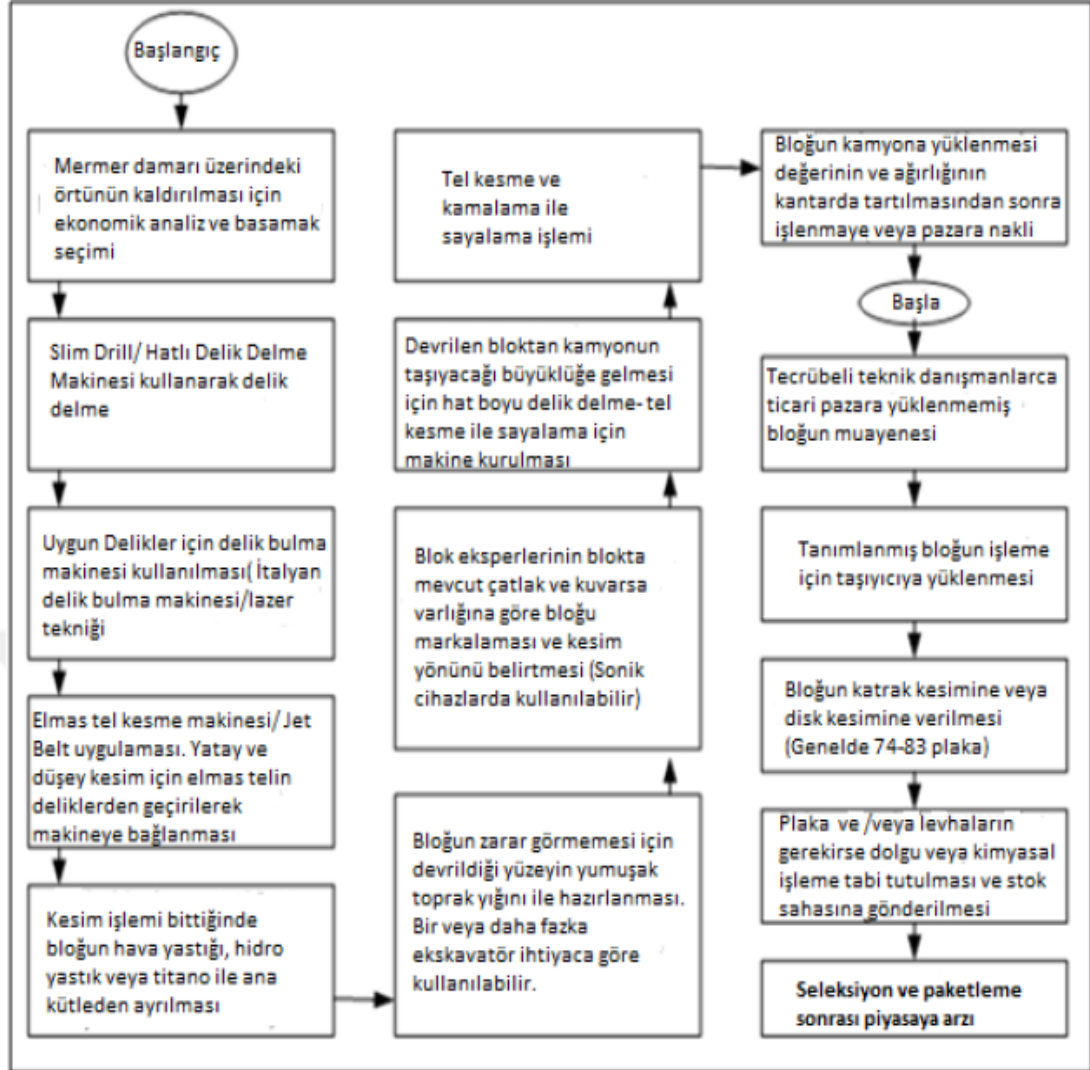 Başlangıç
Mermer damarı üzerindeki
örtünün kaldırılması için
ekonomik analiz ve basamak
seçimi
Slim Drill/ Hatlı Delik Delme
Makinesi kullanarak delik
delme
Uygun Delikler için delik bulma
makinesi kullanılması( İtalyan
delik bulma makinesi/lazer
tekniği)
Elmas tel kesme makinesi/ Jet
Belt uygulaması. Yatay ve
düşey kesim için elmas telin
deliklerden geçirilerek
makineye bağlanması
Kesim işlemi bittiğinde
bloğun hava yastığı, hidro
yastık veya titano ile ana
kütleden ayrılması
Bloğun zarar görmemesi için
devrildiği yüzeyin yumuşak
toprak yığını ile hazırlanması.
Bir veya daha fazka
ekskavatör ihtiyaca göre
kullanılabilir.
Blok eksperlerinin blokta
mevcut çatlak ve kuvarsa
varlığına göre bloğu
markalaması ve kesim
yönünü belirtmesi (Sonik
cihazlarda kullanılabilir)
Devrilen bloktan kamyonun
taşıyacağı büyüklüğe gelmesi
için hat boyu delik delme- tel
kesme ile sayalama için
makine kurulması
Tel kesme ve
kamalama ile
sayalama işlemi
Bloğun kamyona yüklenmesi
değerinin ve ağırlığının
kantarda tartılmasından sonra
işlenmaye veya pazara nakli
Başla
Tecrübeli teknik danışmanlarca
ticari pazara yüklenmemiş
bloğun muayenesi
Tanımlanmış bloğun işleme
için taşıyıcıya yüklenmesi
Bloğun katrak kesimine veya
disk kesimine verilmesi
(Genelde 74-83 plaka)
Plaka ve /veya levhaların
gerekirse dolgu veya kimyasal
işleme tabi tutulması ve stok
sahasına gönderilmesi
Seleksiyon ve paketleme
sonrası piyasaya arzı